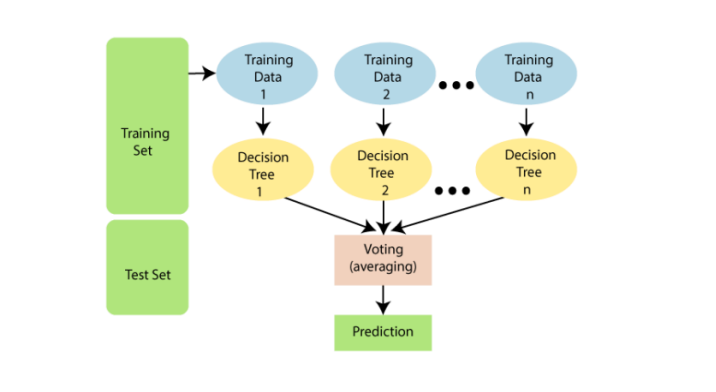 Training
Set
Training
Data
1
Training
Data
2
Training
Data
n
Decision
Tree
1
Decision
Tree
2
Decision
Tree
n
Test Set
Voting
(averaging)
Prediction